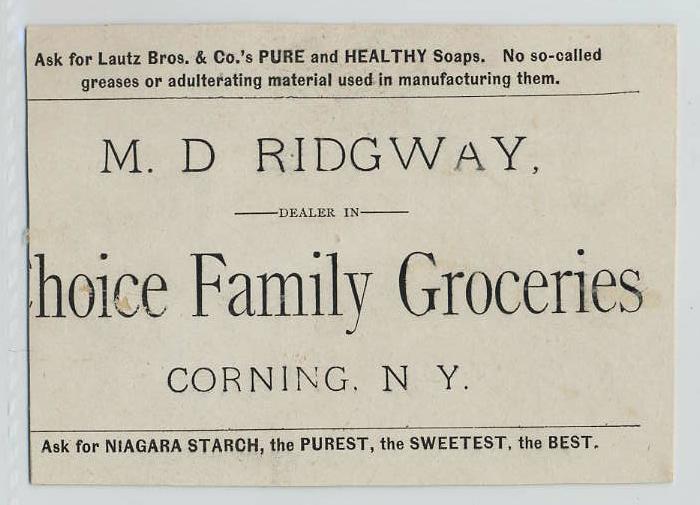 Ask for Lautz Bros. & Co.'s PURE and HEALTHY Soaps. No so-called
greases or adulterating material used in manufacturing them.
M. D RIDGWAY,
DEALER IN
Choice Family Groceries
CORNING. N Y.
Ask for NIAGARA STARCH, the PUREST, the SWEETEST, the BEST.